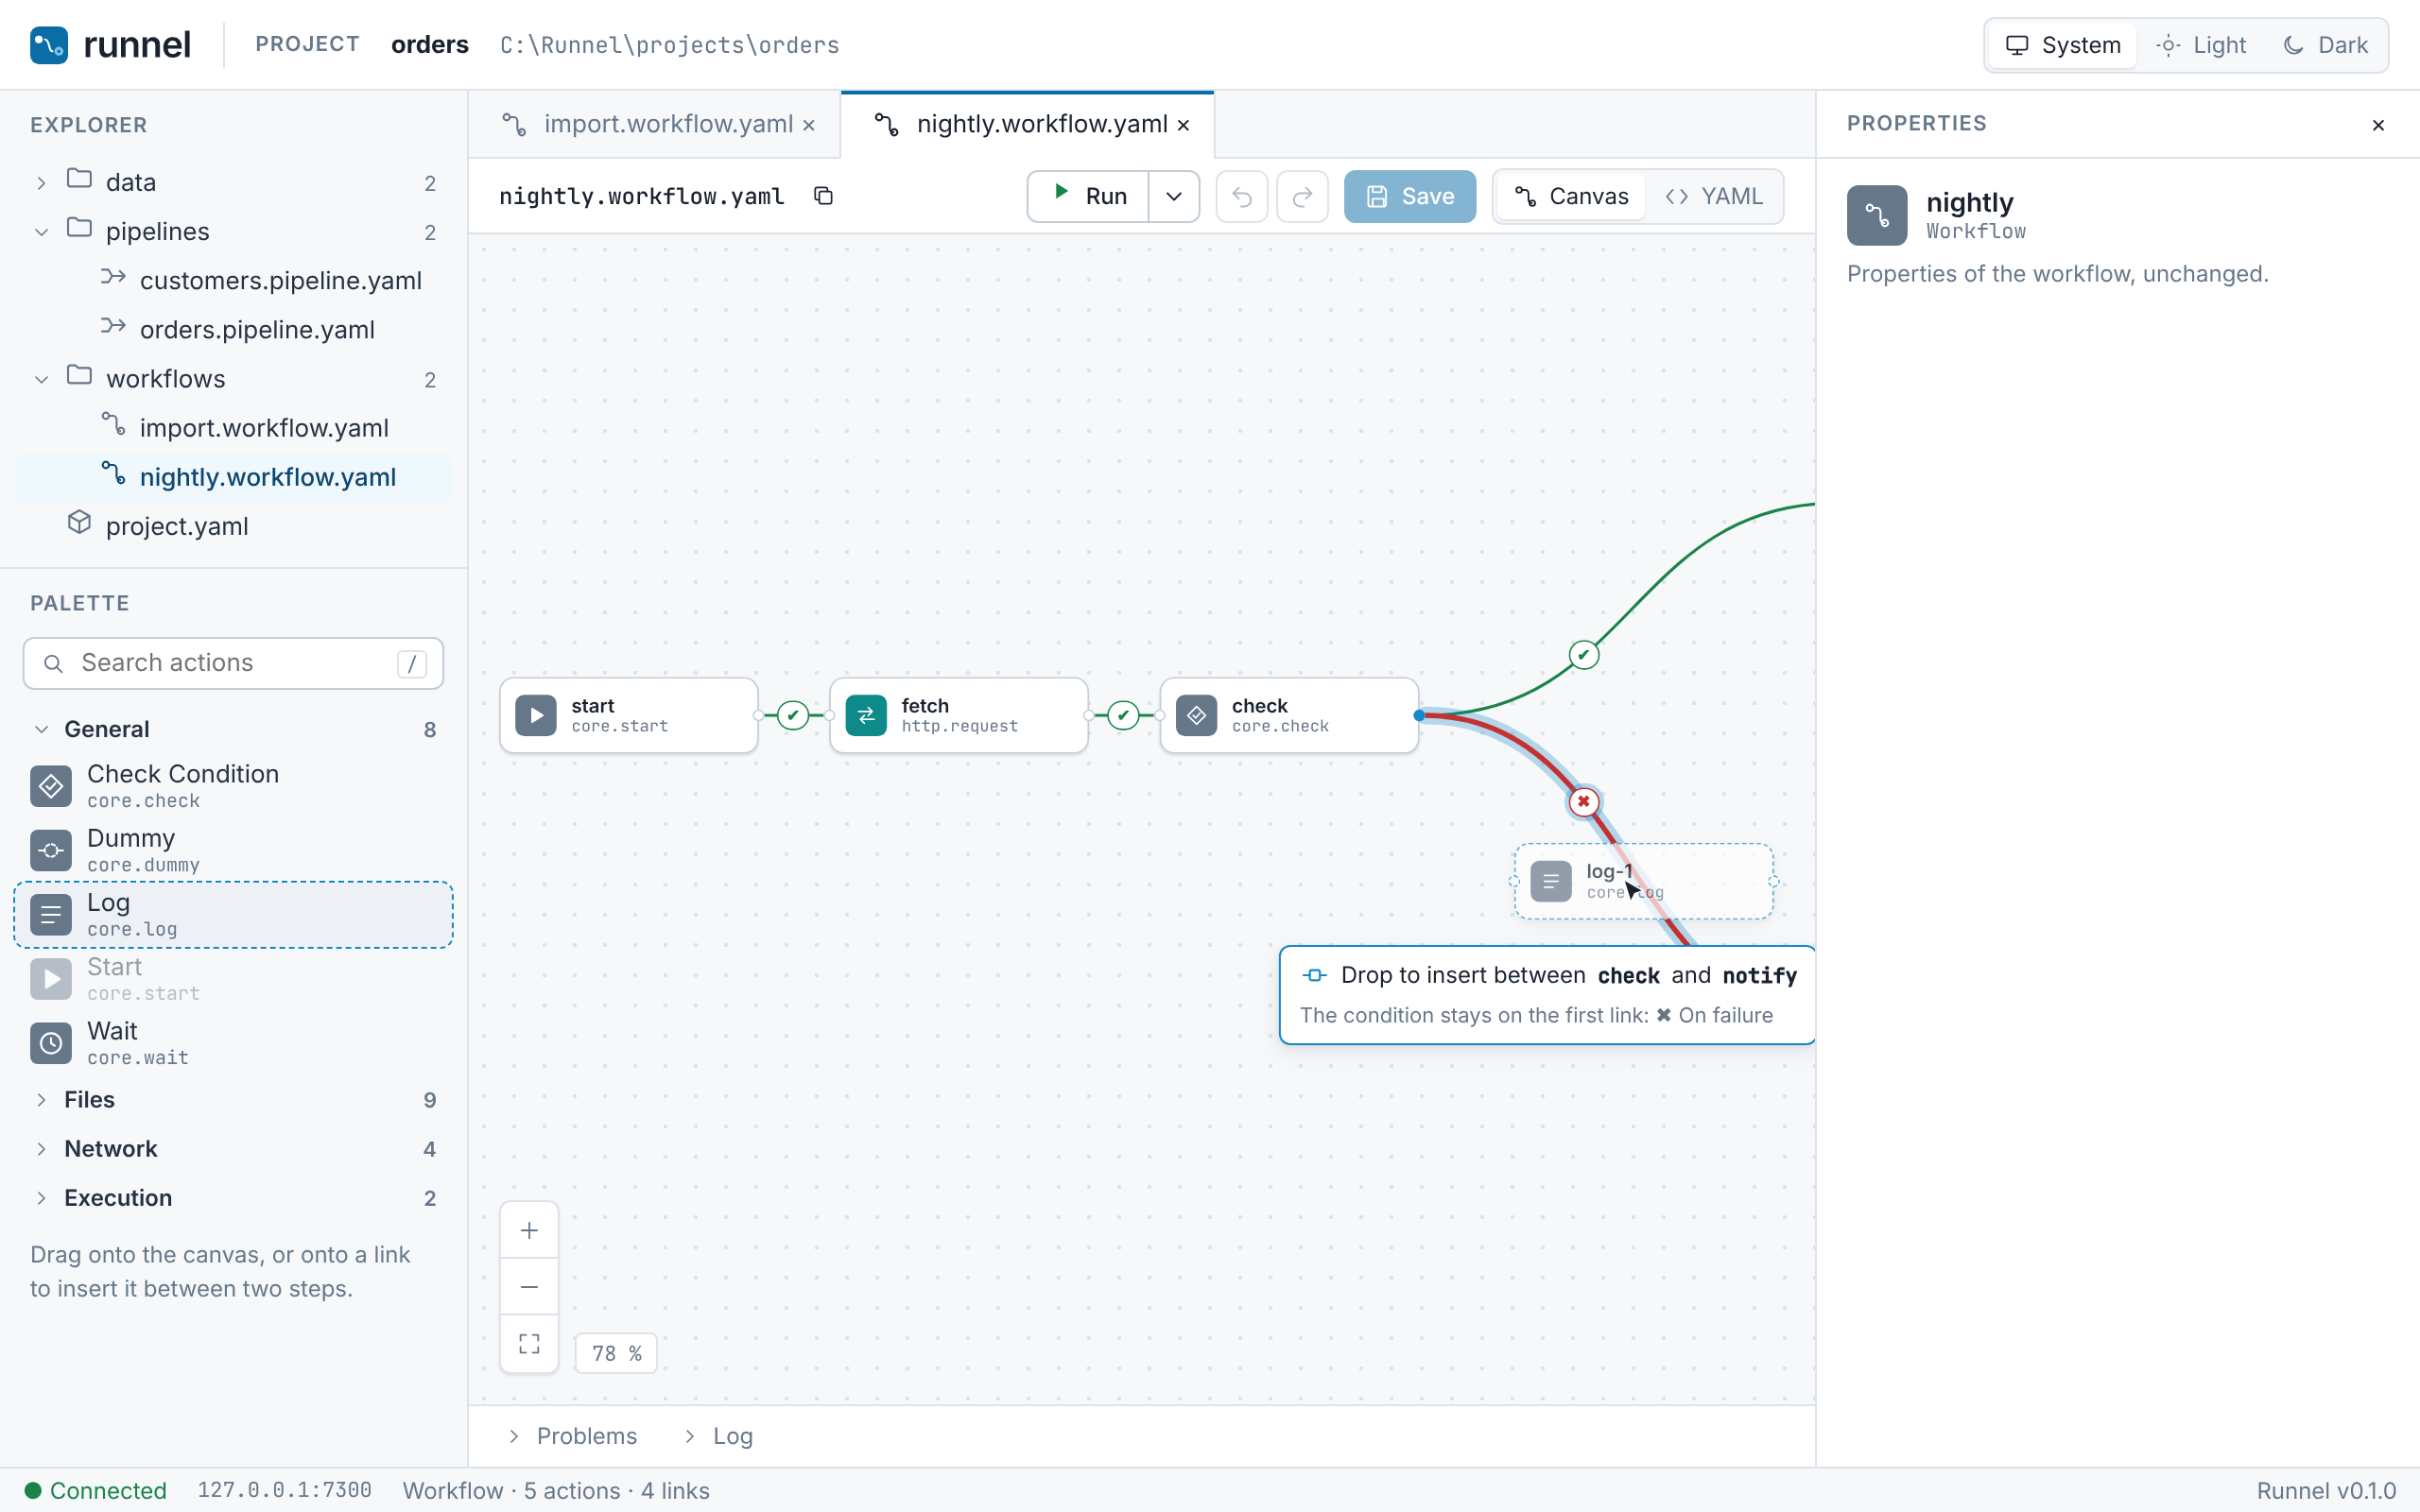 runnel
PROJECT orders C:\Runnel\projects\orders
System Light Dark
EXPLORER
data 2
pipelines 2
customers.pipeline.yaml
orders.pipeline.yaml
workflows 2
import.workflow.yaml
nightly.workflow.yaml
project.yaml
PALETTE
Search actions /
General 8
Check Condition
core.check
Dummy
core.dummy
Log
core.log
Start
core.start
Wait
core.wait
Files 9
Network 4
Execution 2
Drag onto the canvas, or onto a link
to insert it between two steps.
import.workflow.yaml × nightly.workflow.yaml ×
nightly.workflow.yaml Run Save Canvas YAML
start
core.start
fetch
http.request
check
core.check
log-1
core.log
Drop to insert between check and notify
The condition stays on the first link: ✖ On failure
78 %
Problems Log
PROPERTIES ×
nightly
Workflow
Properties of the workflow, unchanged.
Connected 127.0.0.1:7300 Workflow · 5 actions · 4 links
Runnel v0.1.0